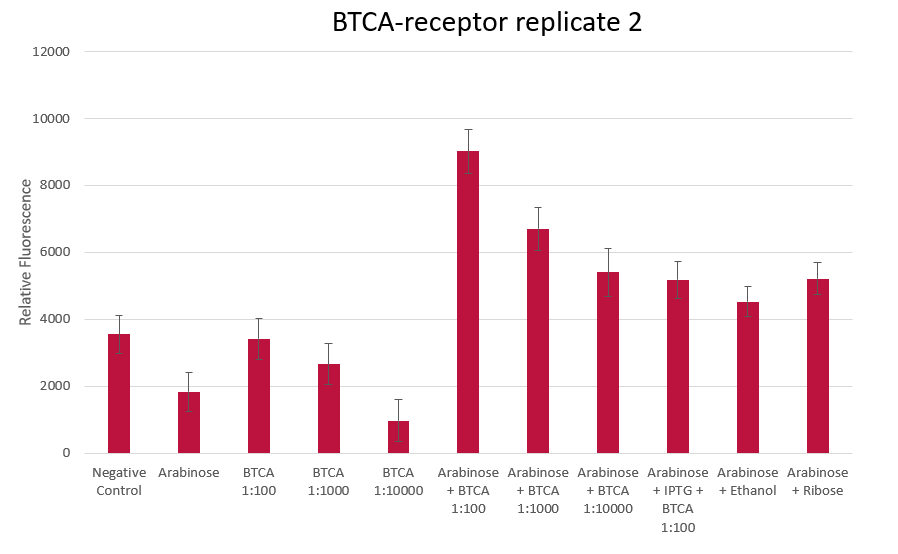 BTCA-receptor replicate 2
12000
10000
8000
6000
4000
2000
0
Relative Fluorescence
Negative
Control
Arabinose
BTCA
1:100
BTCA
1:1000
BTCA
1:10000
Arabinose
+ BTCA
1:100
Arabinose
+ BTCA
1:1000
Arabinose
+ BTCA
1:10000
Arabinose
+ IPTG +
BTCA
1:100
Arabinose
+ Ethanol
Arabinose
+ Ribose